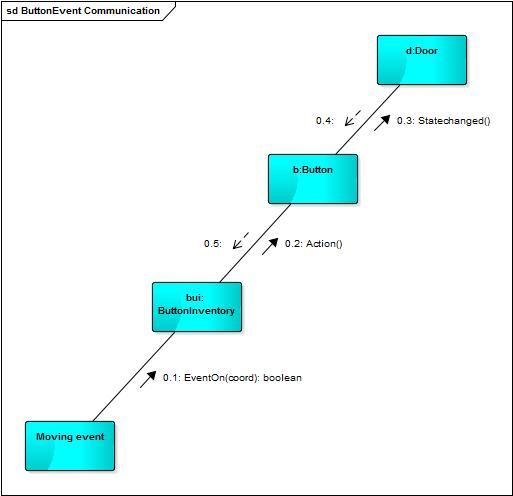 sd ButtonEvent Communication
d:Door
0.4:
0.3: Statechanged()
b:Button
0.5:
0.2: Action()
bui:
ButtonInventory
0.1: EventOn(coord): boolean
Moving event